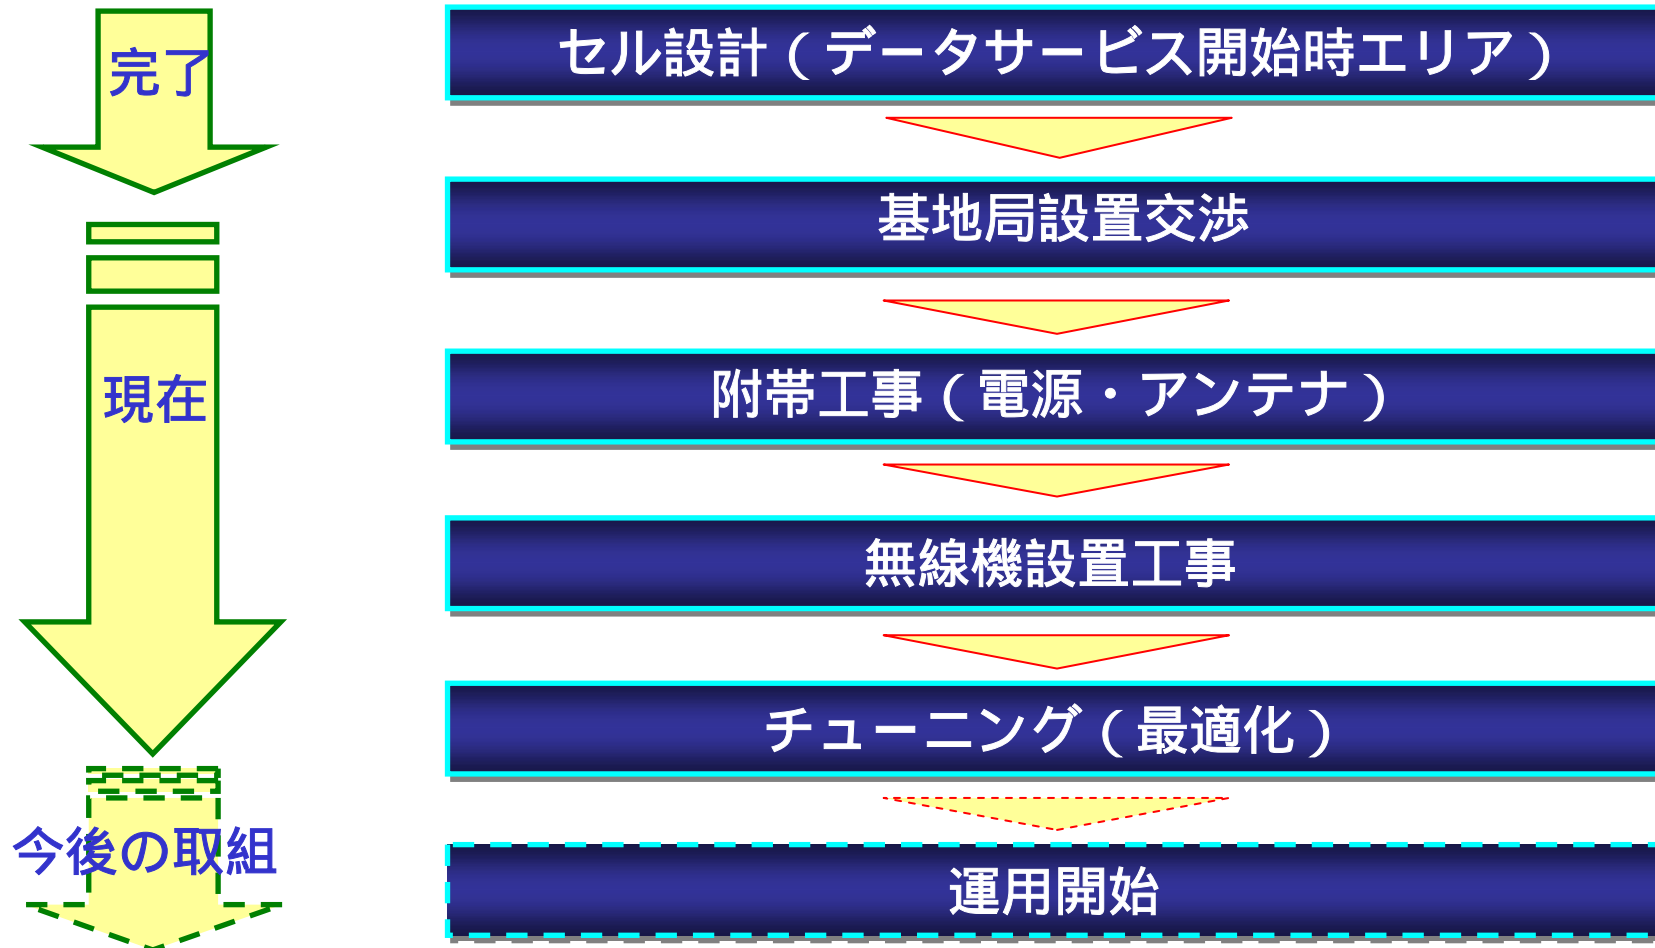 完了
セル設計（データサービス開始時エリア）
基地局設置交渉
現在
附帯工事（電源・アンテナ）
無線機設置工事
チューニング（最適化）
今後の取組
運用開始